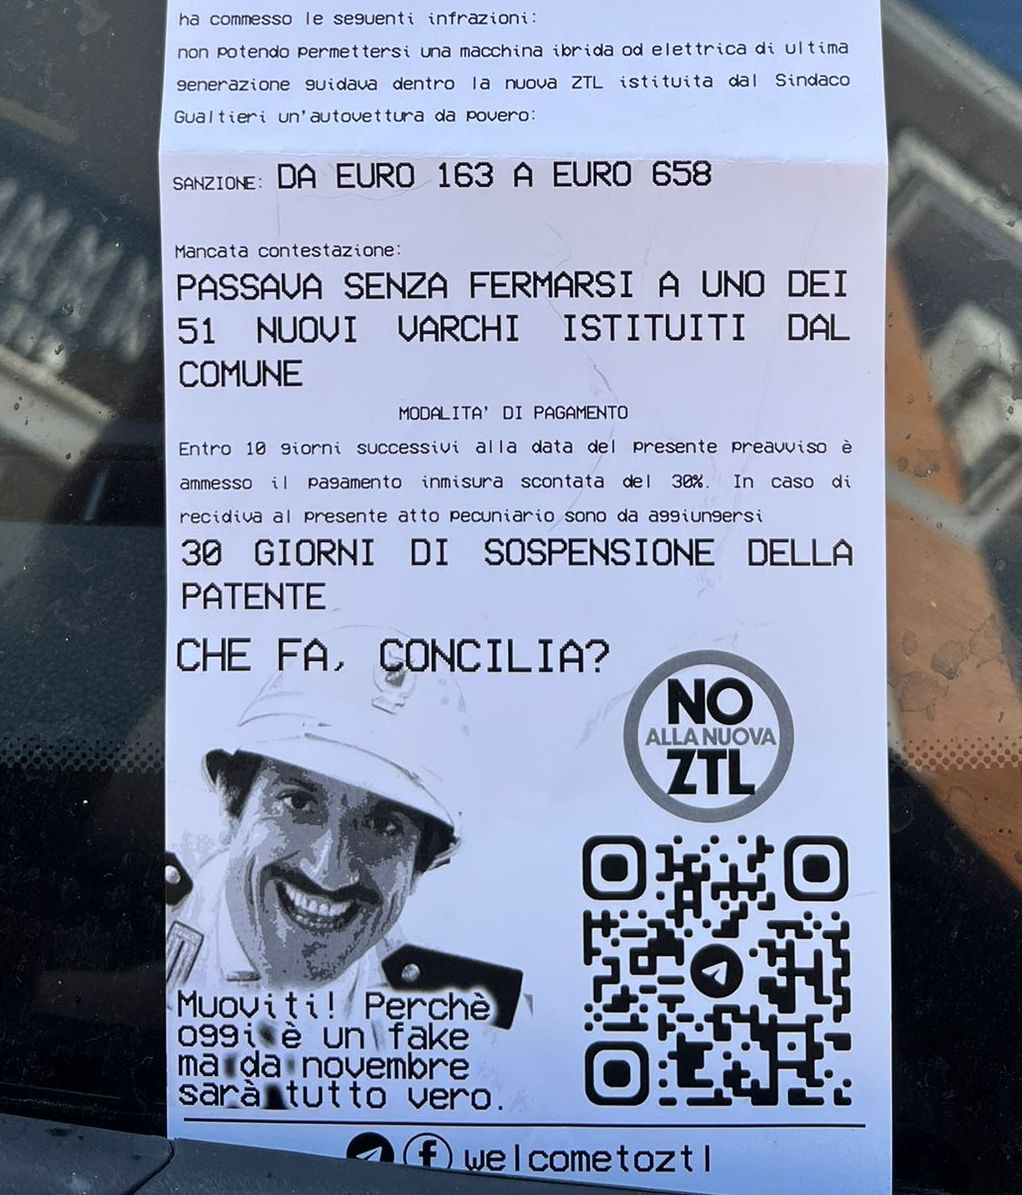 ha commesso le seguenti infrazioni:
non potendo permettersi una macchina ibrida od elettrica di ultima
generazione guidava dentro la nuova ZTL istituita dal Sindaco
Gualtieri un'autovettura da povero:
SANZIONE: DA EURO 163 A EURO 658
Mancata contestazione:
PASSAVA SENZA FERMARSI A UNO DEI
51 NUOVI VARCHI ISTITUITI DAL
COMUNE
MODALITA' DI PAGAMENTO
Entro 10 giorni successivi alla data del presente preavviso è
ammesso il pagamento inmisura scontata del 30%. In caso di
recidiva al presente atto pecuniario sono da aggiungersi
30 GIORNI DI SOSPENSIONE DELLA
PATENTE
CHE FA, CONCILIA?
NO
ALLA NUOVA
ZTL
Muoviti! Perchè
oggi è un fake
ma da novembre
sarà tutto vero.
welcometoztl